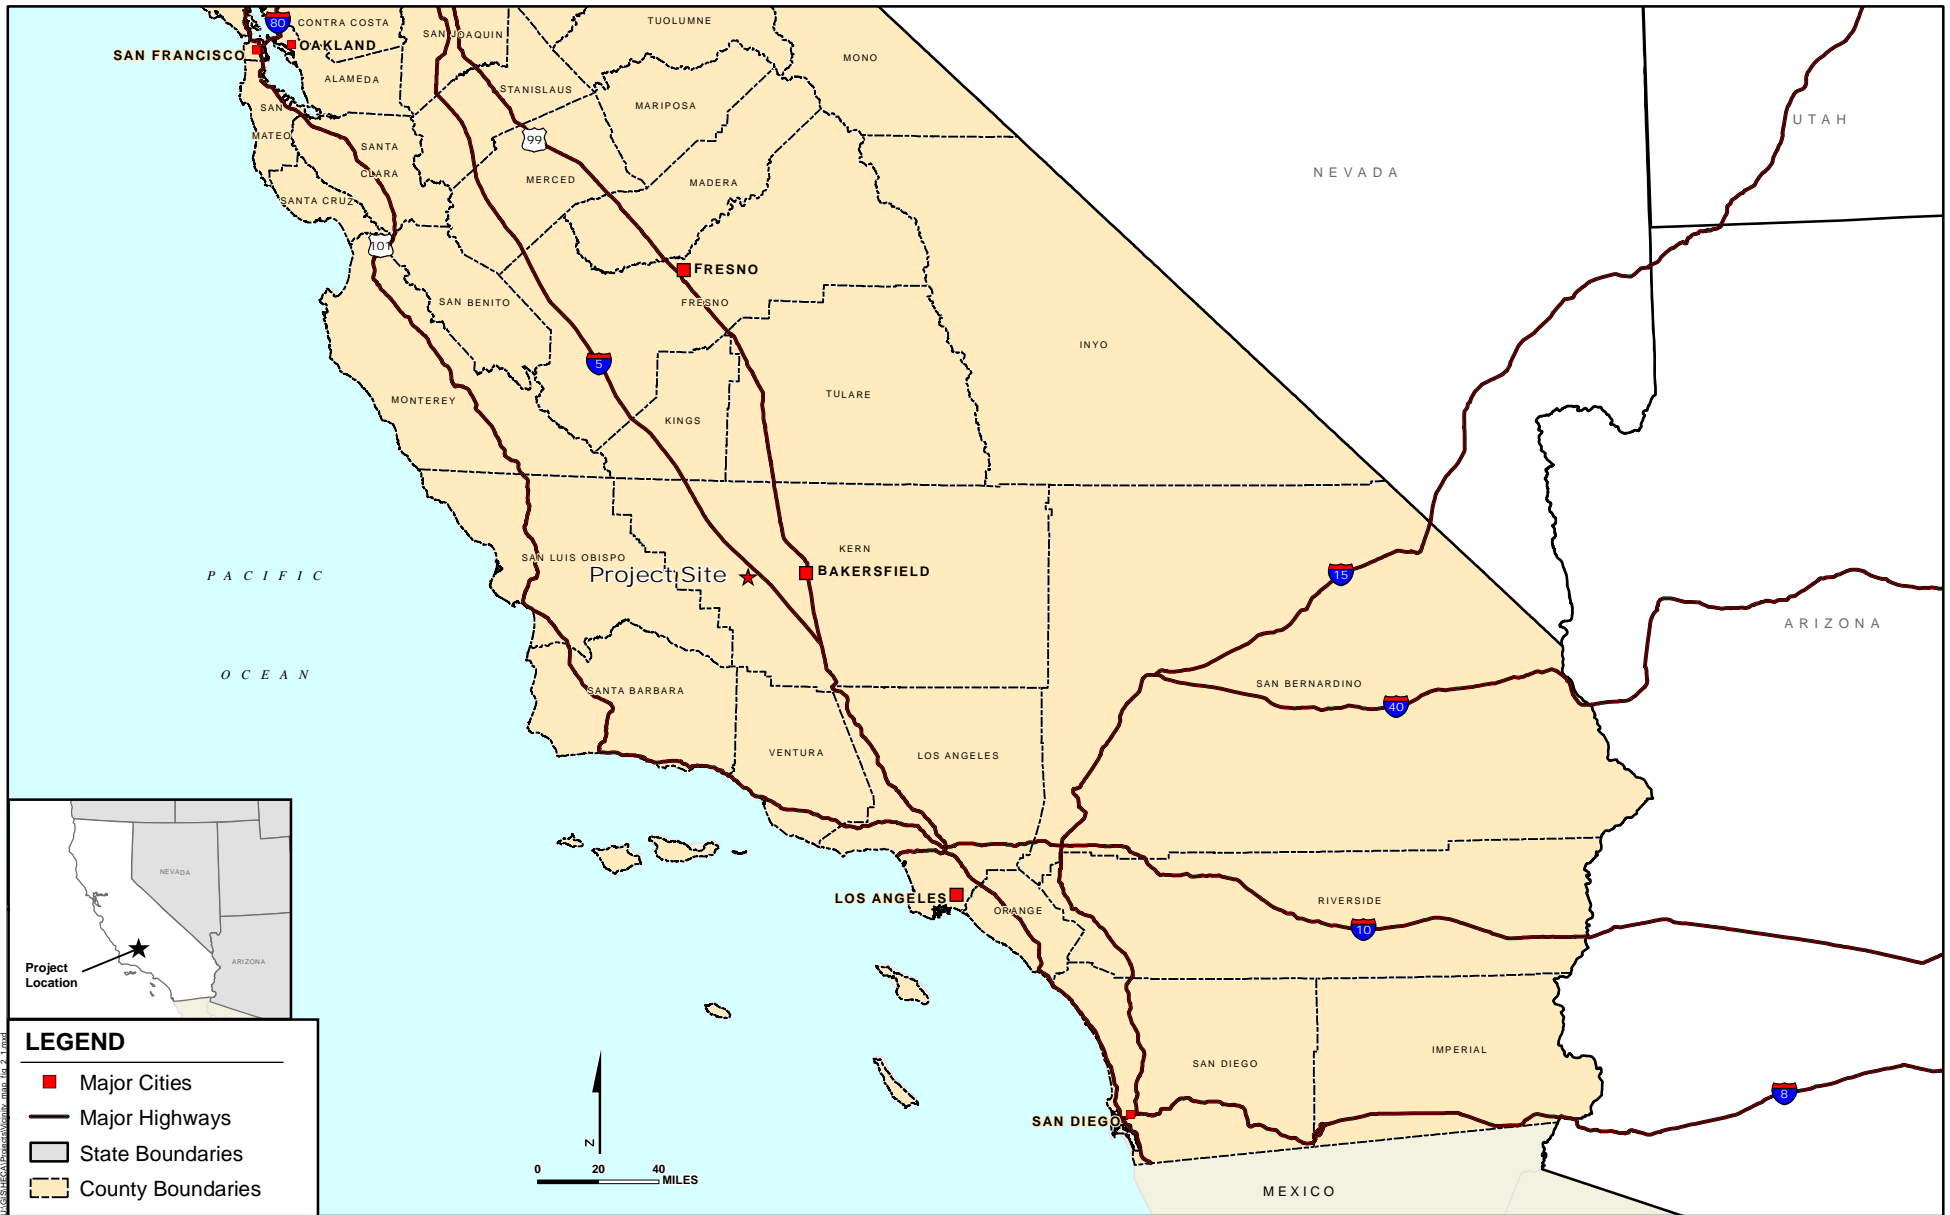 80
CONTRA COSTA
SAN JOAQUIN
TUOLUMNE
SAN FRANCISCO
OAKLAND
MONO
ALAMEDA
STANISLAUS
MARIPOSA
SAN
MATEO
UTAH
99
SANTA
CLARA
NEVADA
MERCED
MADERA
SANTA CRUZ
101
FRESNO
SAN BENITO
FRESNO
INYO
5
MONTEREY
TULARE
KINGS
KERN
SAN LUIS OBISPO
Project Site
BAKERSFIELD
15
PACIFIC
OCEAN
ARIZONA
SANTA BARBARA
SAN BERNARDINO
40
VENTURA
LOS ANGELES
NEVADA
LOS ANGELES
ORANGE
RIVERSIDE
10
ARIZONA
Project
Location
SAN DIEGO
IMPERIAL
8
SAN DIEGO
MEXICO
LEGEND
Major Cities
Major Highways
State Boundaries
County Boundaries
N
0 20 40
MILES